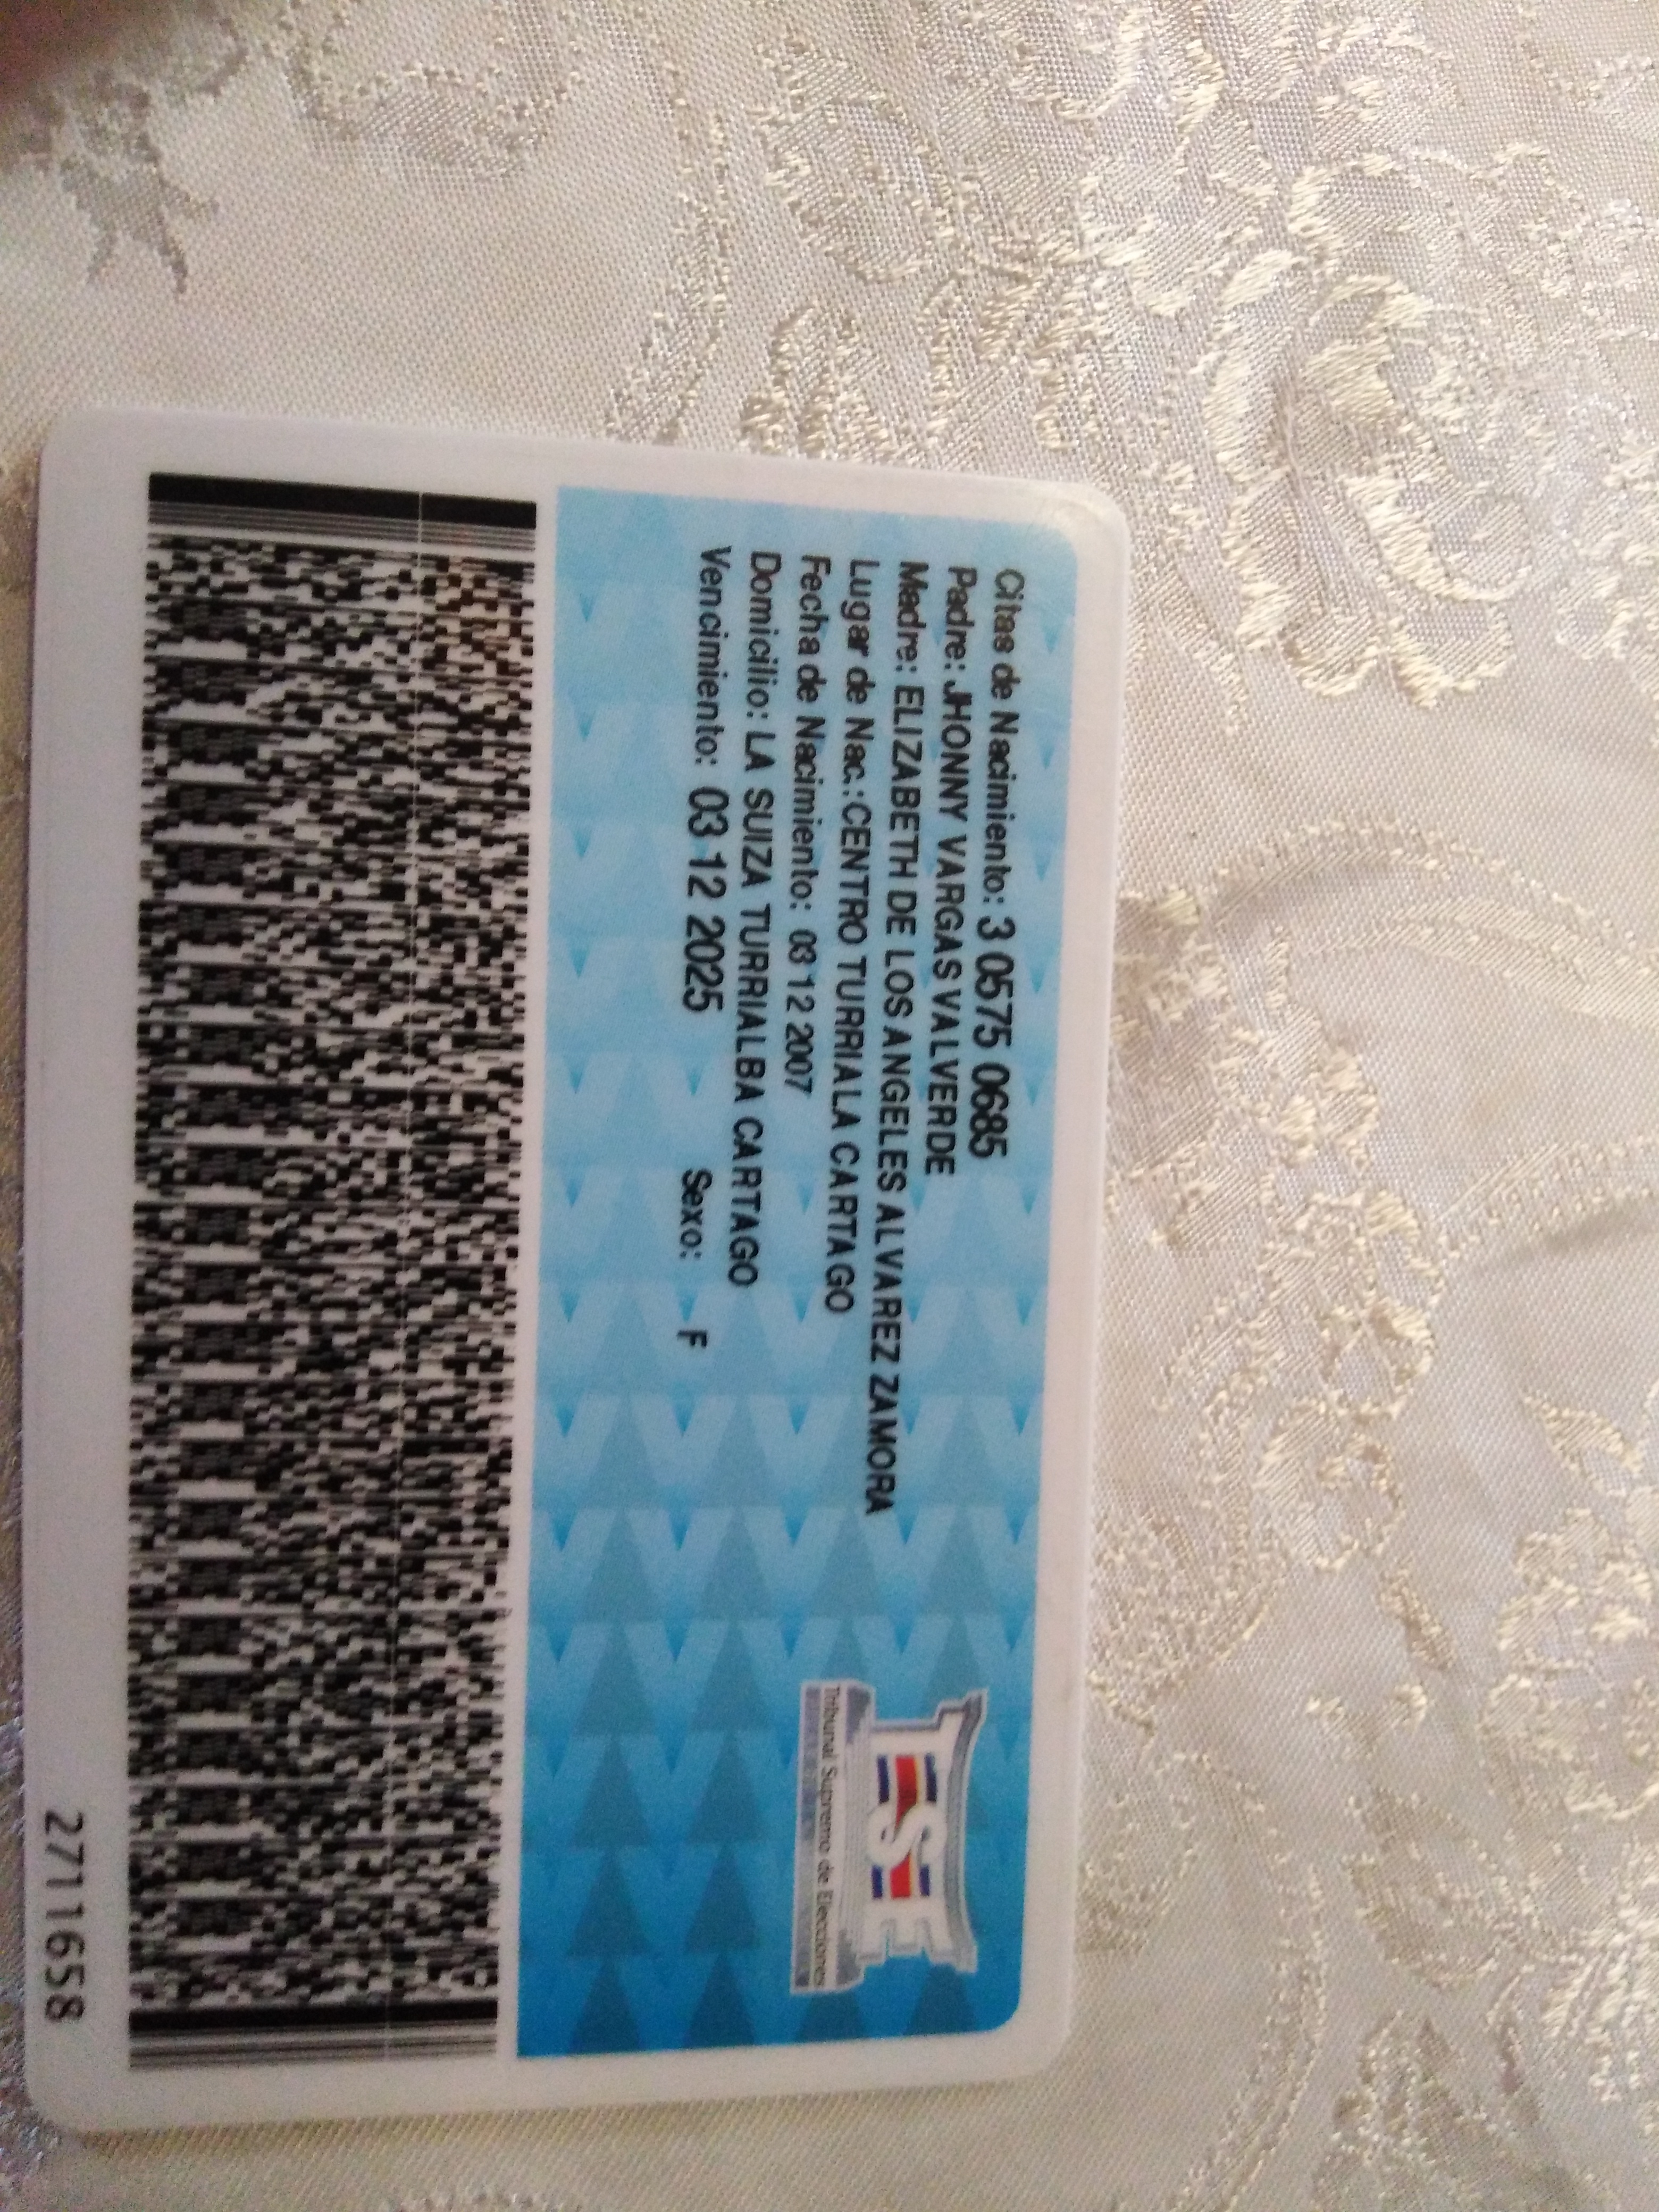 Citas de Nacimiento: 3 0575 0685
Padre: JHONNY VARGAS VALVERDE
Madre: ELIZABETH DE LOS ANGELES ALVAREZ ZAMORA
Lugar de Nac.: CENTRO TURRIALA CARTAGO
Fecha de Nacimiento: 03 12 2007
Domicilio: LA SUIZA TURRIALBA CARTAGO
Vencimiento: 03 12 2025 Sexo: F
TSE
Tribunal Supremo de Elecciones
2711658